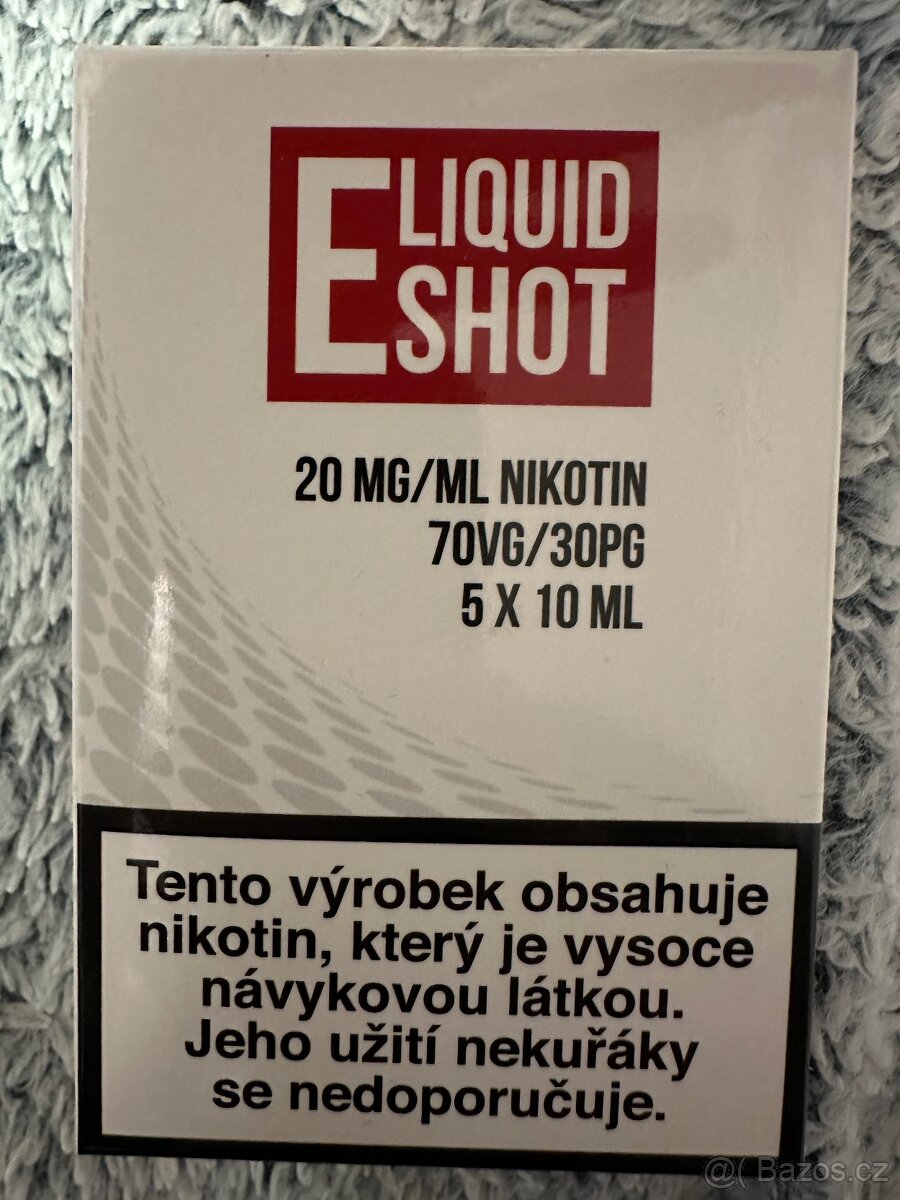 E LIQUID
SHOT
20 MG/ML NIKOTIN
70VG/30PG
5 X 10 ML
Tento výrobek obsahuje
nikotin, který je vysoce
návykovou látkou.
Jeho užití nekuřáky
se nedoporučuje.
@( Bazos.cz